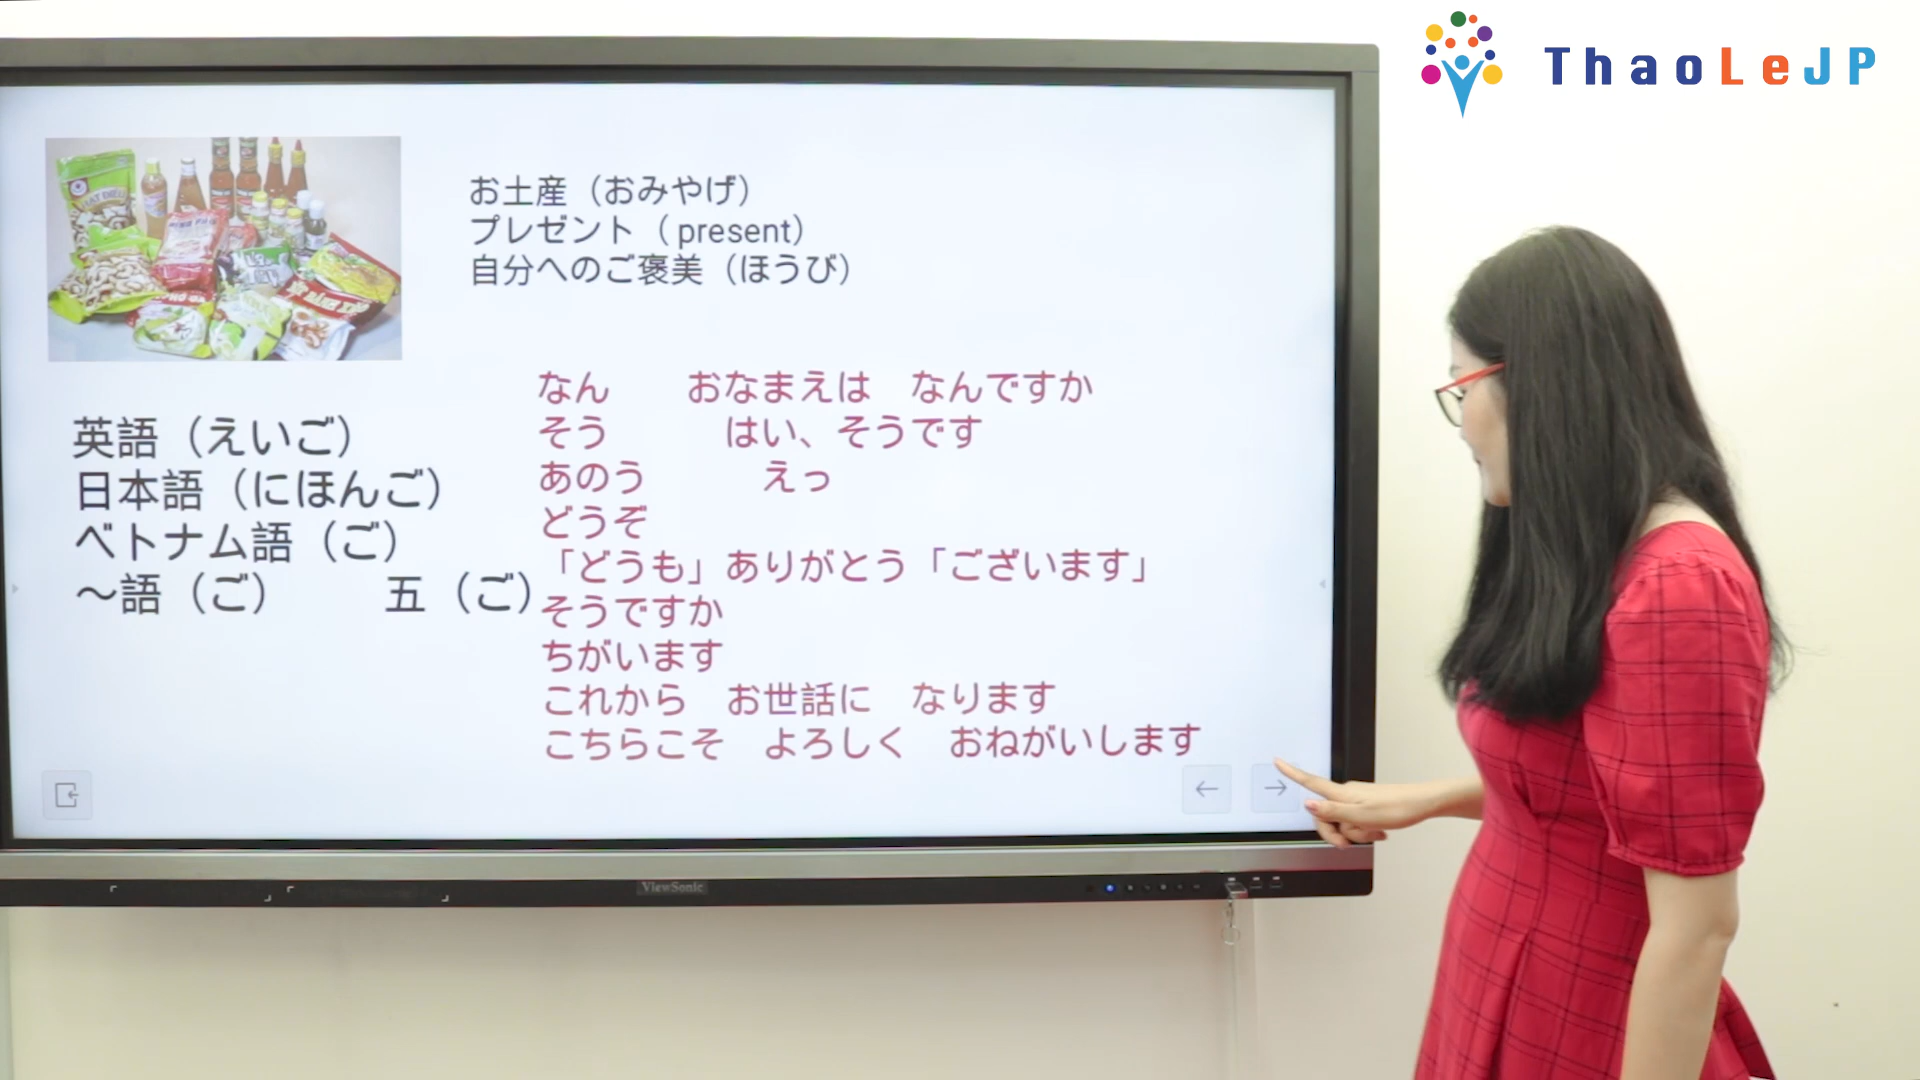 ThaoLeJP
お土産（おみやげ）
プレゼント（present）
自分へのご褒美（ほうび）
英語（えいご）
日本語（にほんご）
ベトナム語（ご）
～語（ご）　五（ご）
なん　おなまえは　なんですか
そう　はい、そうです
あのう　えっ
どうぞ
「どうも」ありがとう「ございます」
そうですか
ちがいます
これから　お世話に　なります
こちらこそ　よろしく　おねがいします
ViewSonic